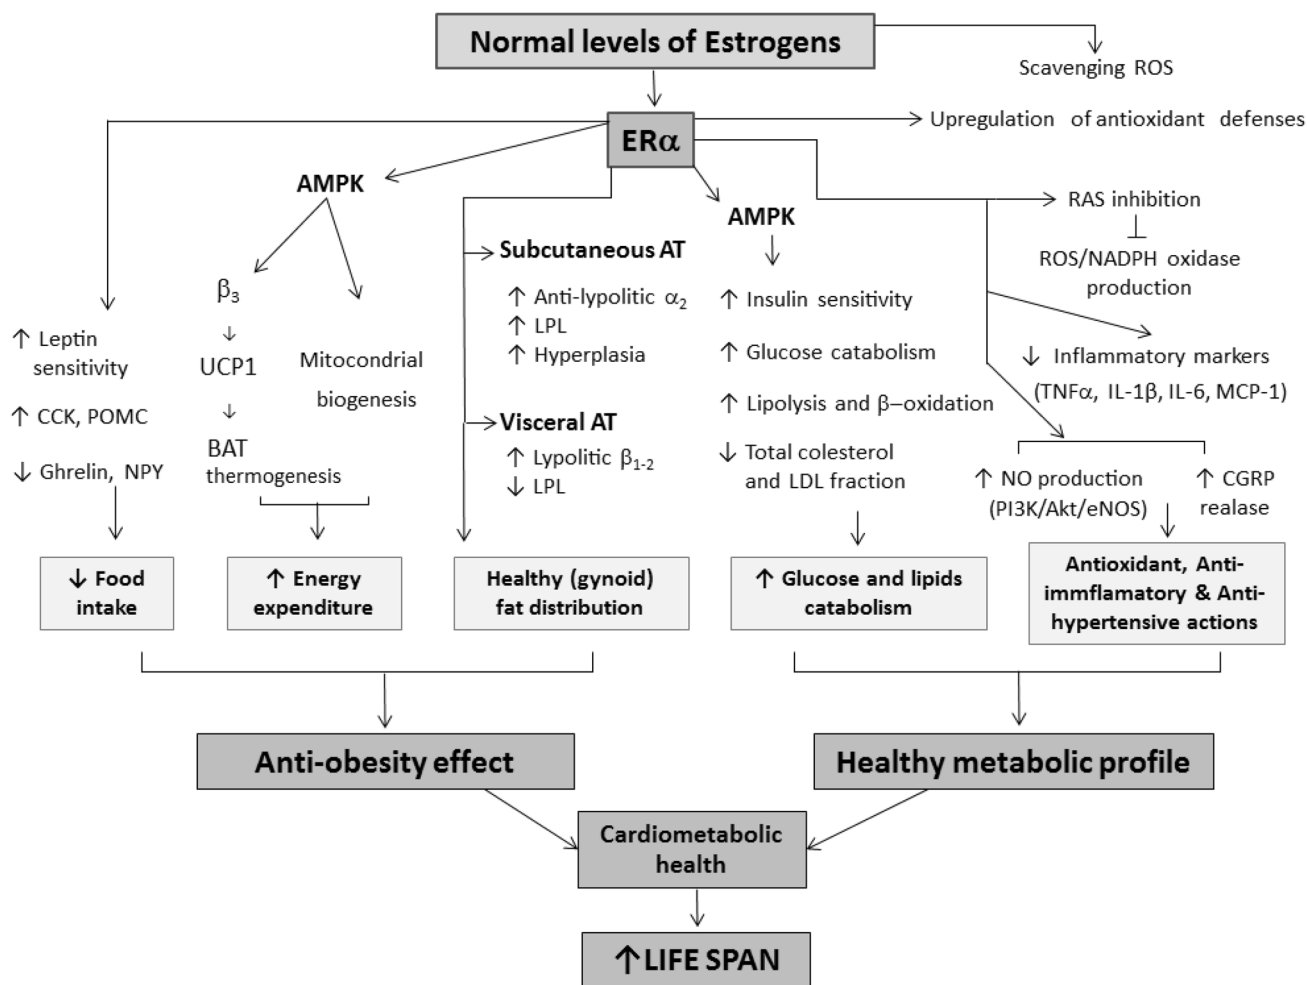 Normal levels of Estrogens
Scavenging ROS
ERα
Upregulation of antioxidant defenses
AMPK
β3
↓
UCP1
↓
BAT
thermogenesis
Mitocondrial
biogenesis
↑ Leptin
sensitivity
↑ CCK, POMC
↓ Ghrelin, NPY
Subcutaneous AT
↑ Anti-lypolitic α2
↑ LPL
↑ Hyperplasia
Visceral AT
↑ Lypolitic β1-2
↓ LPL
AMPK
↑ Insulin sensitivity
↑ Glucose catabolism
↑ Lipolysis and β–oxidation
↓ Total colesterol
and LDL fraction
RAS inhibition
ROS/NADPH oxidase
production
↓ Inflammatory markers
(TNFα, IL-1β, IL-6, MCP-1)
↑ NO production
(PI3K/Akt/eNOS)
↑ CGRP
realase
↓ Food
intake
↑ Energy
expenditure
Healthy (gynoid)
fat distribution
↑ Glucose and lipids
catabolism
Antioxidant, Anti-
immflamatory & Anti-
hypertensive actions
Anti-obesity effect
Healthy metabolic profile
Cardiometabolic
health
↑LIFE SPAN